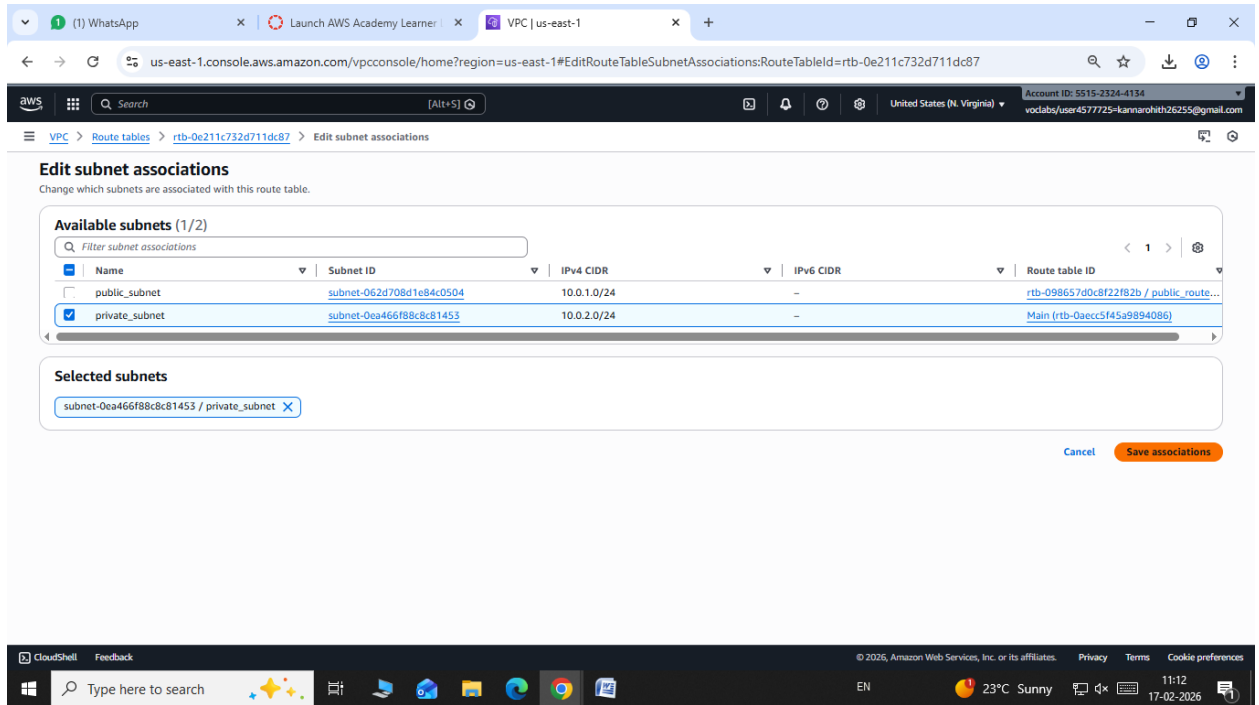 (1) WhatsApp
Launch AWS Academy Learner
VPC | us-east-1
us-east-1.console.aws.amazon.com/vpcconsole/home?region=us-east-1#EditRouteTableSubnetAssociations:RouteTableId=rtb-0e211c732d711dc87
aws Search [Alt+S] United States (N. Virginia) Account ID: 5515-2324-4134
voclabs/user4577725=kannarohith26255@gmail.com
VPC > Route tables > rtb-0e211c732d711dc87 > Edit subnet associations
Edit subnet associations
Change which subnets are associated with this route table.
Available subnets (1/2)
Filter subnet associations
1
Name Subnet ID IPv4 CIDR IPv6 CIDR Route table ID
public_subnet subnet-062d708d1e84c0504 10.0.1.0/24 – rtb-098657d0c8f22f82b / public_route...
private_subnet subnet-0ea466f88c8c81453 10.0.2.0/24 – Main (rtb-0aecc5f45a9894086)
Selected subnets
subnet-0ea466f88c8c81453 / private_subnet
Cancel Save associations
CloudShell Feedback © 2026, Amazon Web Services, Inc. or its affiliates. Privacy Terms Cookie preferences
Type here to search EN 23°C Sunny 11:12
17-02-2026
1